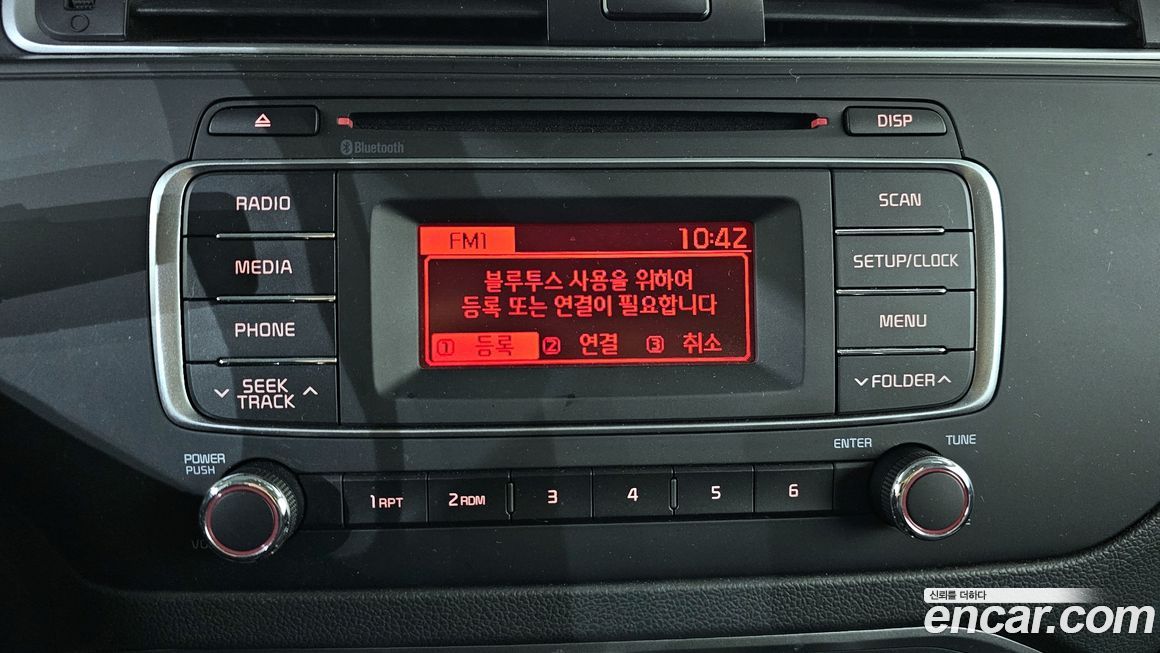 DISP
Bluetooth
RADIO
MEDIA
PHONE
SEEK
TRACK
FM1 10:42
블루투스 사용을 위하여
등록 또는 연결이 필요합니다
① 등록 ② 연결 ③ 취소
SCAN
SETUP/CLOCK
MENU
FOLDER
POWER
PUSH
1 RPT 2 RDM 3 4 5 6
ENTER TUNE
신뢰를 더하다
encar.com